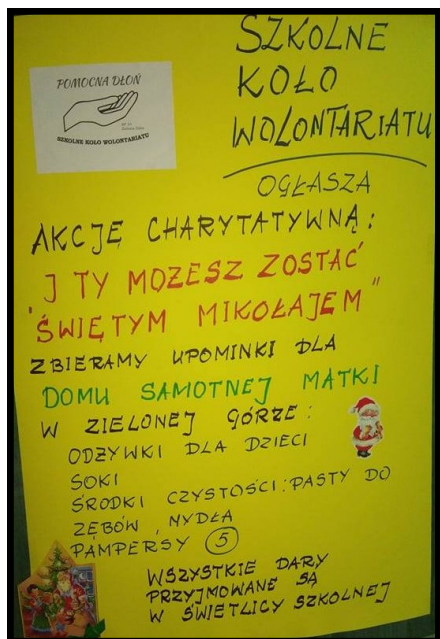 SZKOLNE
KOŁO
WOLONTARIATU
POMOCNA DŁOŃ
SZKOLNE KOŁO WOLONTARIATU
OGŁASZA
AKCJĘ CHARYTATYWNĄ:
"I TY MOŻESZ ZOSTAĆ
ŚWIĘTYM MIKOŁAJEM"
ZBIERAMY UPOMINKI DLA
DOMU SAMOTNEJ MATKI
W ZIELONEJ GÓRZE:
ODŻYWKI DLA DZIECI
SOKI
ŚRODKI CZYSTOŚCI: PASTY DO
ZĘBÓW, MYDŁA
PAMPERSY 5
WSZYSTKIE DARY
PRZYJMOWANE SĄ
W ŚWIETLICY SZKOLNEJ